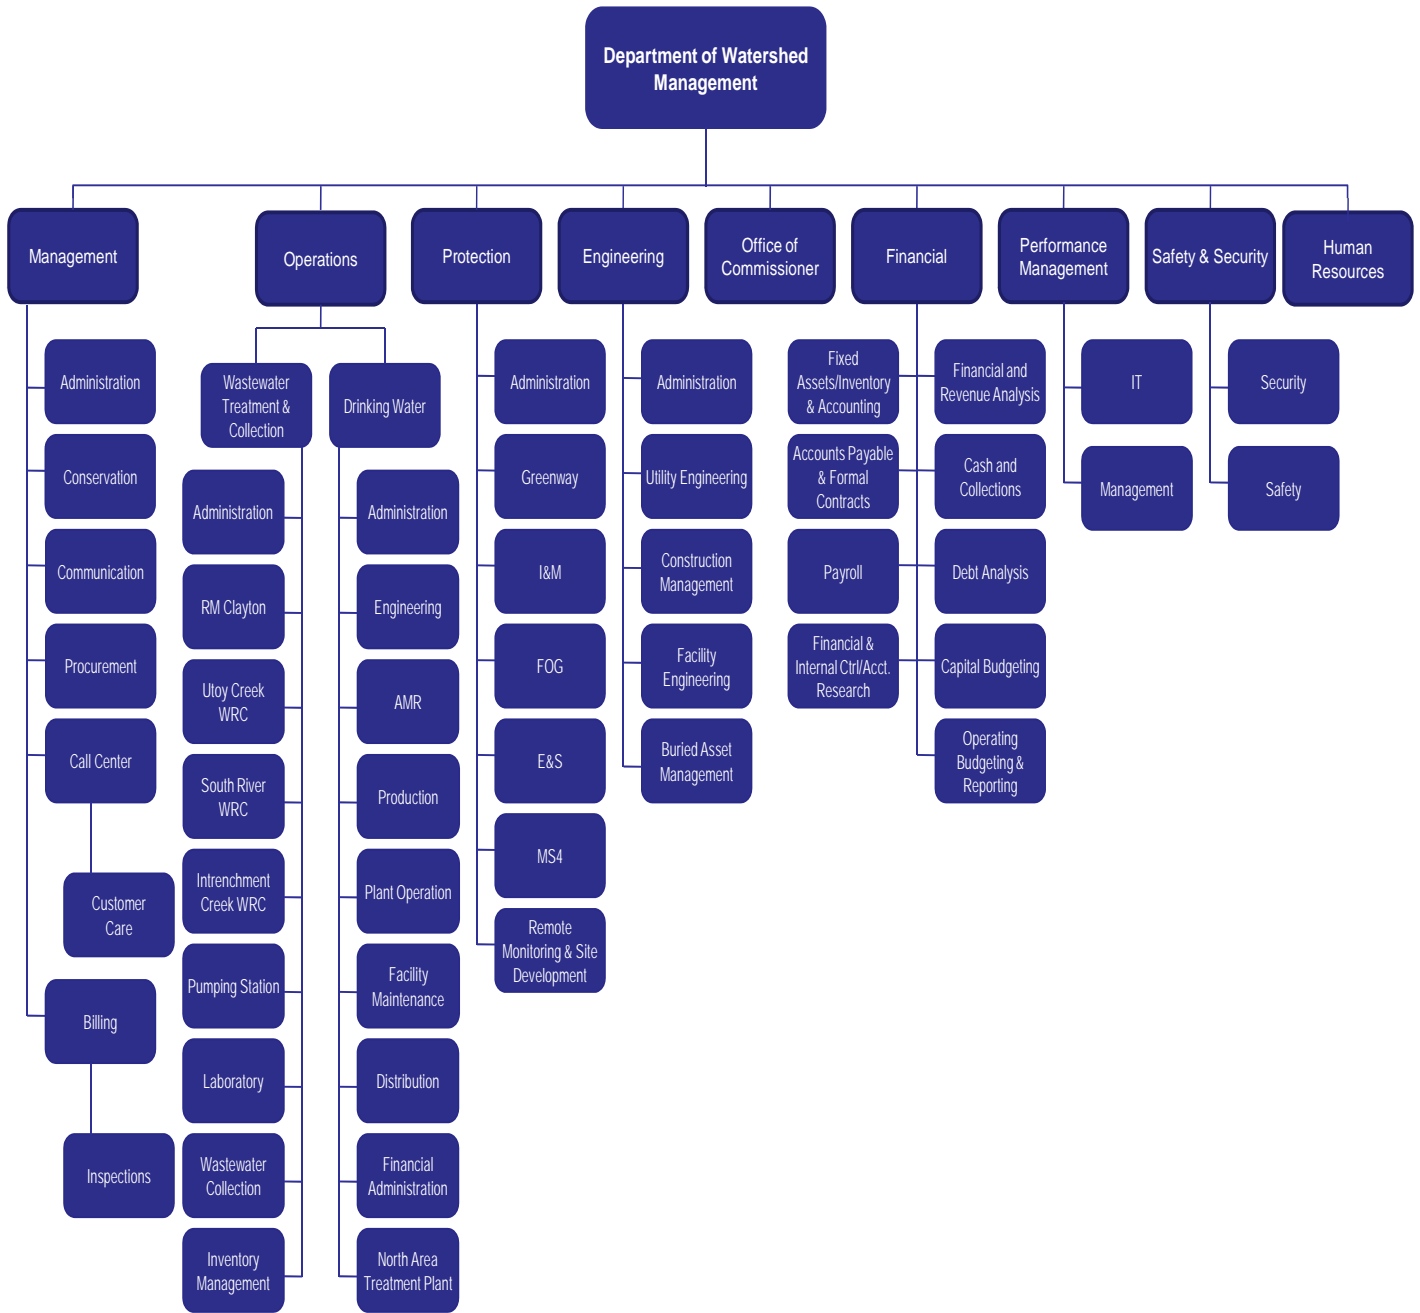 Department of Watershed
Management
Management
Operations
Protection
Engineering
Office of
Commissioner
Financial
Performance
Management
Safety & Security
Human
Resources
Administration
Conservation
Communication
Procurement
Call Center
Customer
Care
Billing
Inspections
Wastewater
Treatment &
Collection
Administration
RM Clayton
Utoy Creek
WRC
South River
WRC
Intrenchment
Creek WRC
Pumping Station
Laboratory
Wastewater
Collection
Inventory
Management
Drinking Water
Administration
Engineering
AMR
Production
Plant Operation
Facility
Maintenance
Distribution
Financial
Administration
North Area
Treatment Plant
Administration
Greenway
I&M
FOG
E&S
MS4
Remote
Monitoring & Site
Development
Administration
Utility Engineering
Construction
Management
Facility
Engineering
Buried Asset
Management
Fixed
Assets/Inventory
& Accounting
Accounts Payable
& Formal
Contracts
Payroll
Financial &
Internal Ctrl/Acct.
Research
Financial and
Revenue Analysis
Cash and
Collections
Debt Analysis
Capital Budgeting
Operating
Budgeting &
Reporting
IT
Management
Security
Safety